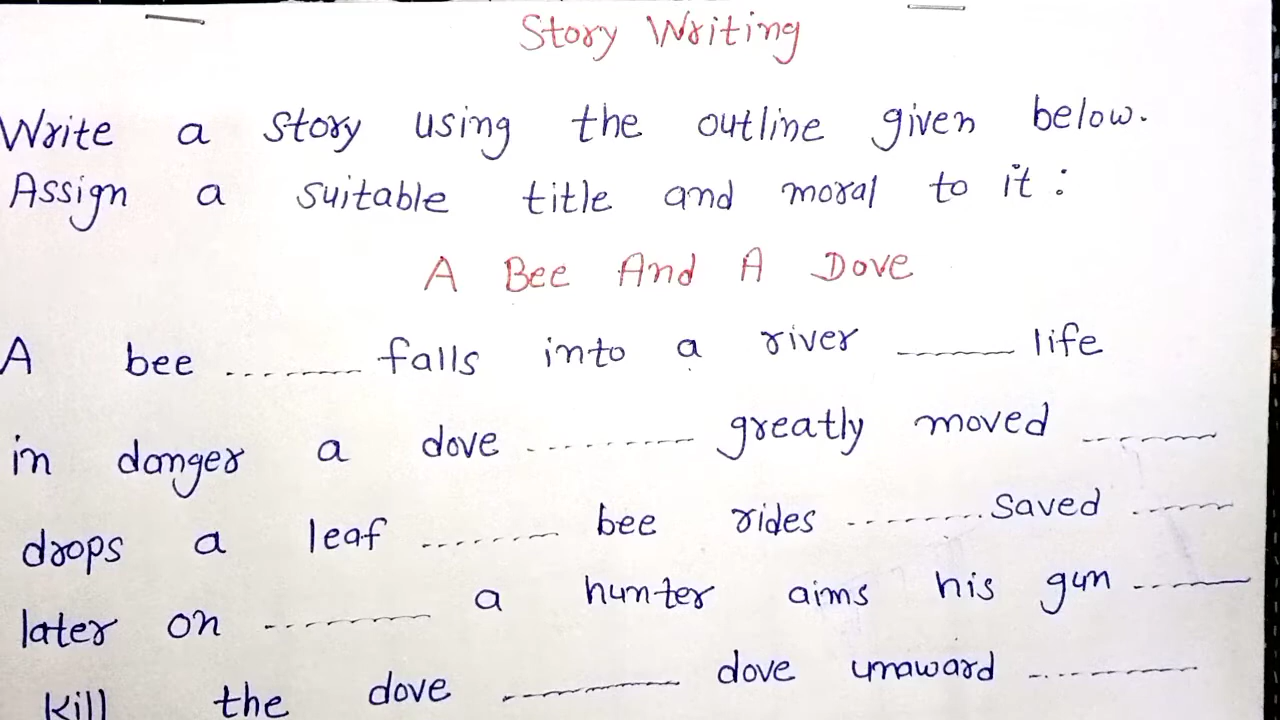 Story Writing
Write a story using the outline given below.
Assign a suitable title and moral to it :
A Bee And A Dove
A bee ........ falls into a river ........ life
in danger a dove ......... greatly moved ........
drops a leaf ........ bee rides ......... saved .......
later on .......... a hunter aims his gun ........
kill the dove .......... dove unaward ..........